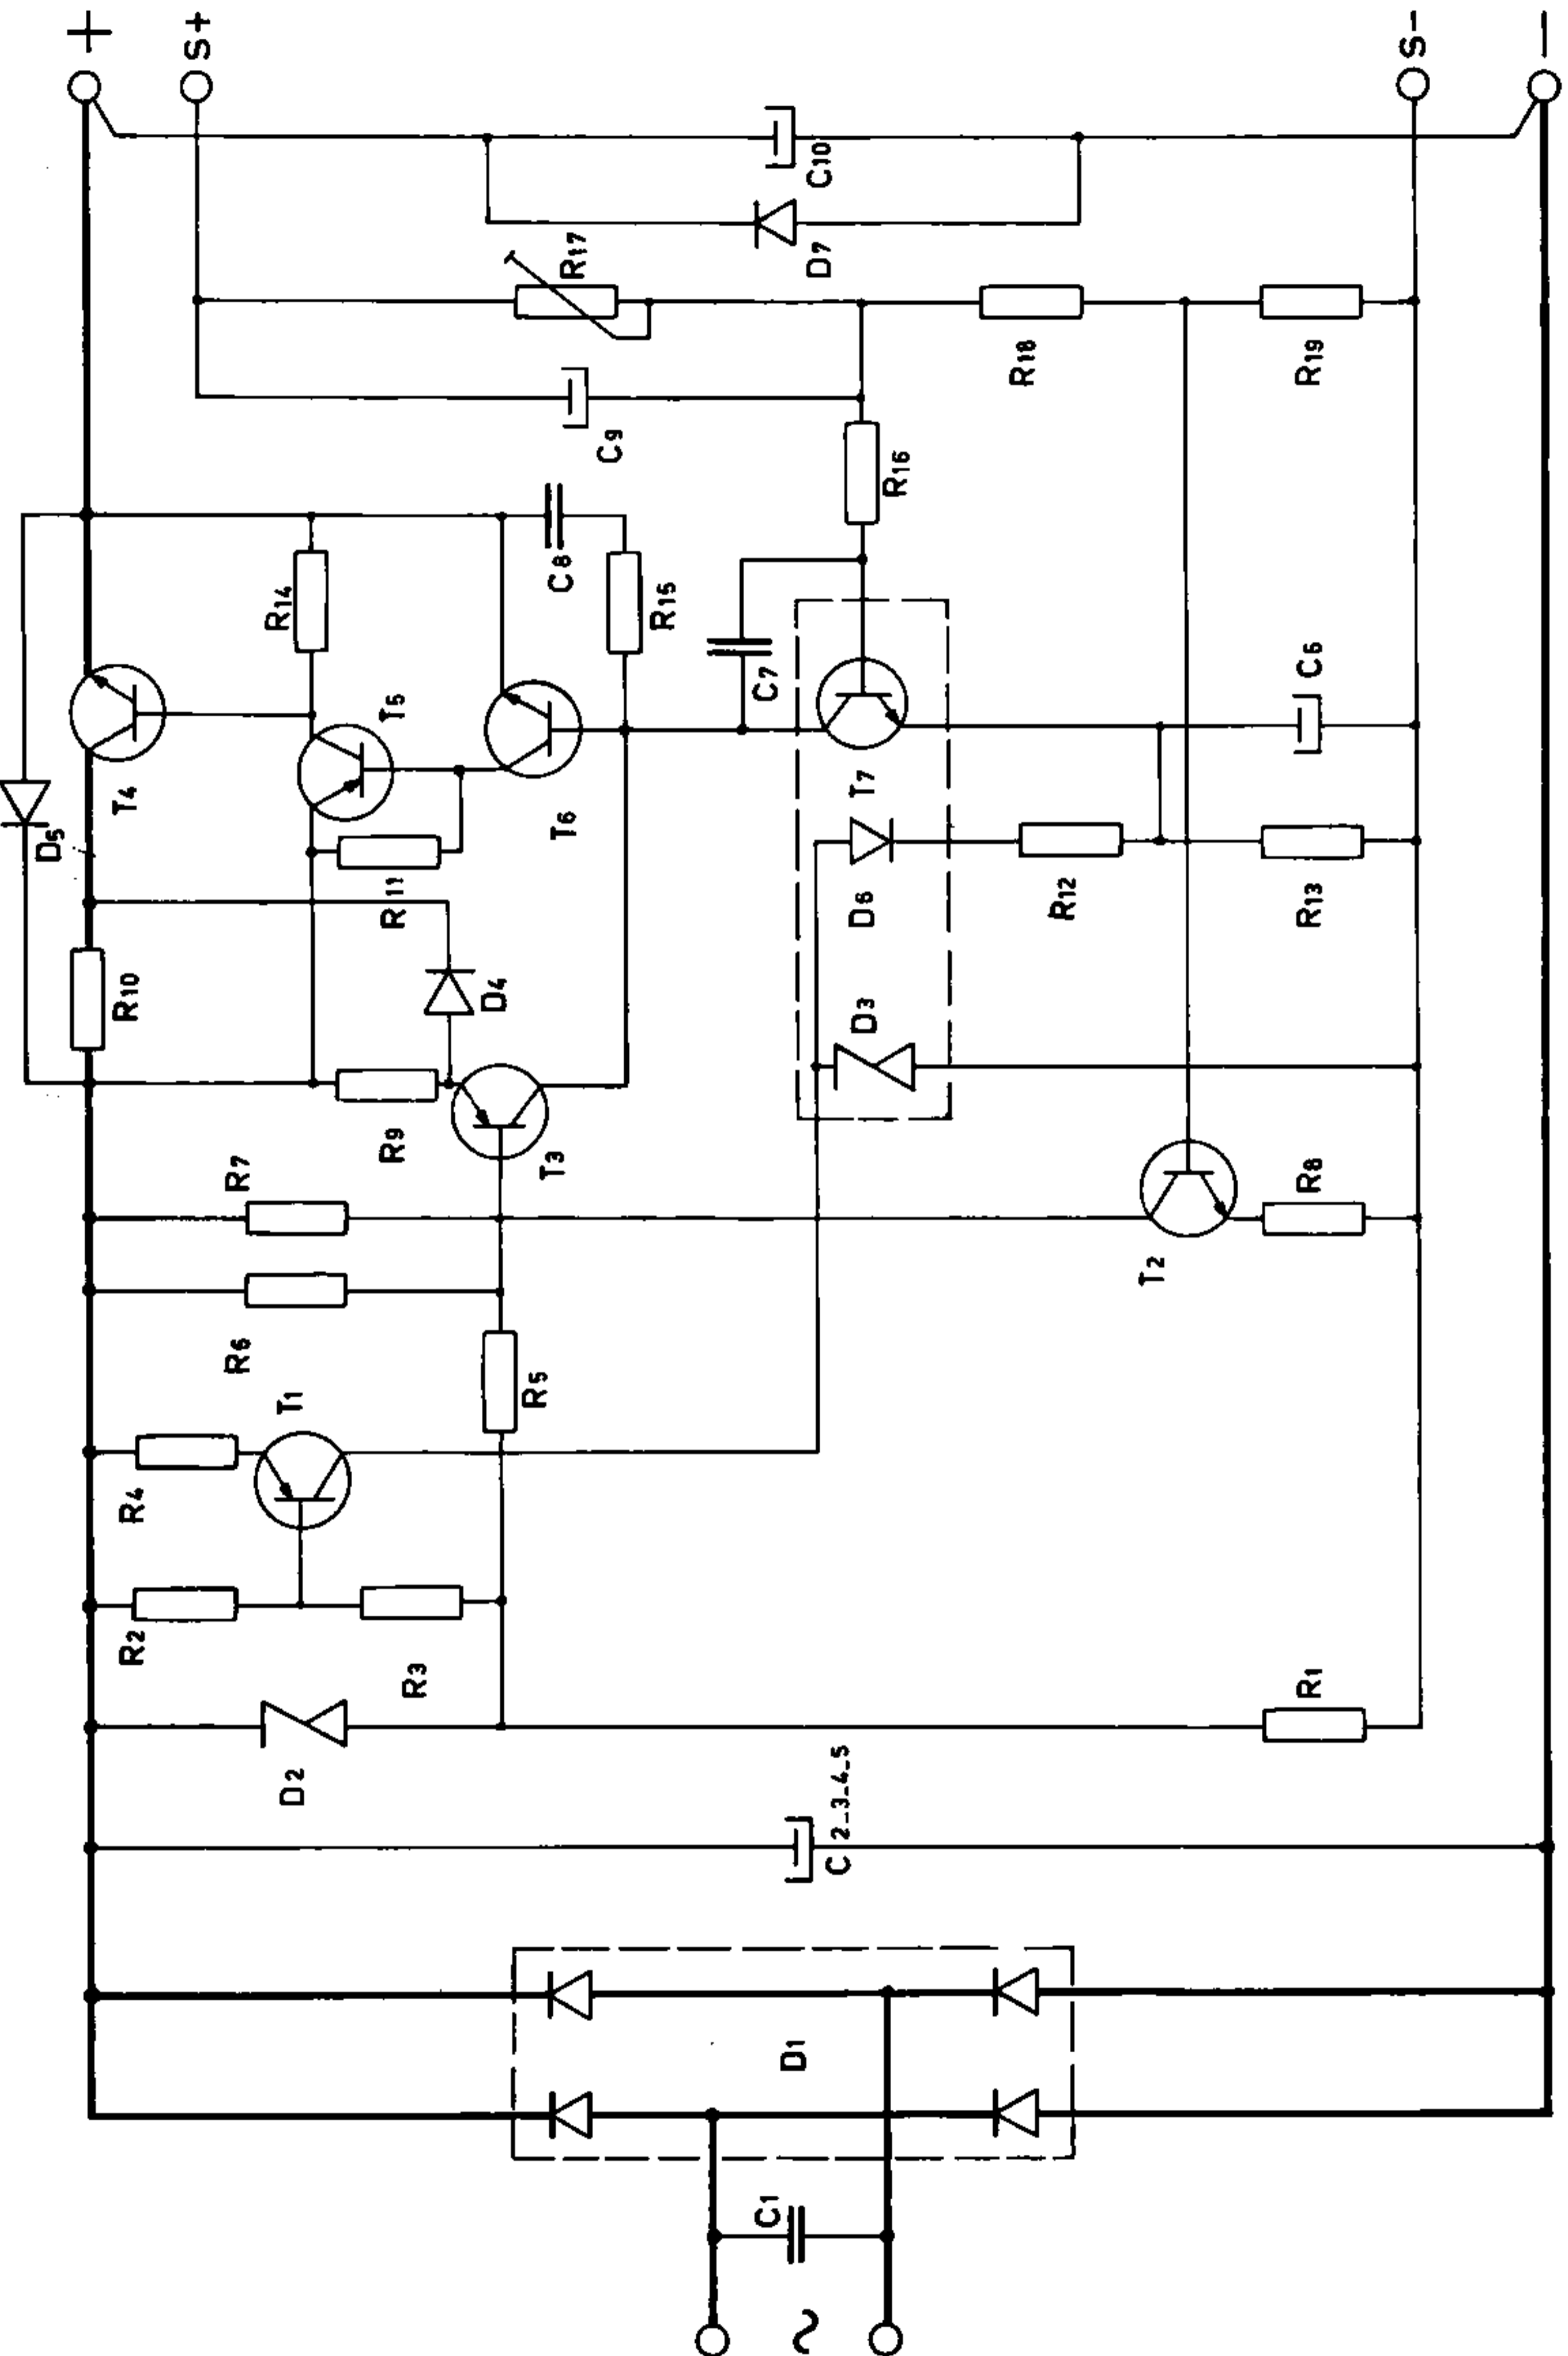 +
S+
S-
-
C10
D7
R17
R18
R19
C9
R16
R14
C8
R15
C7
C6
T4
T5
T6
T7
D5
R11
D6
R12
R13
R10
D4
D3
R9
T3
R7
R8
T2
R6
R5
T1
R4
R2
R3
R1
D2
C 2-3-4-5
D1
C1
~